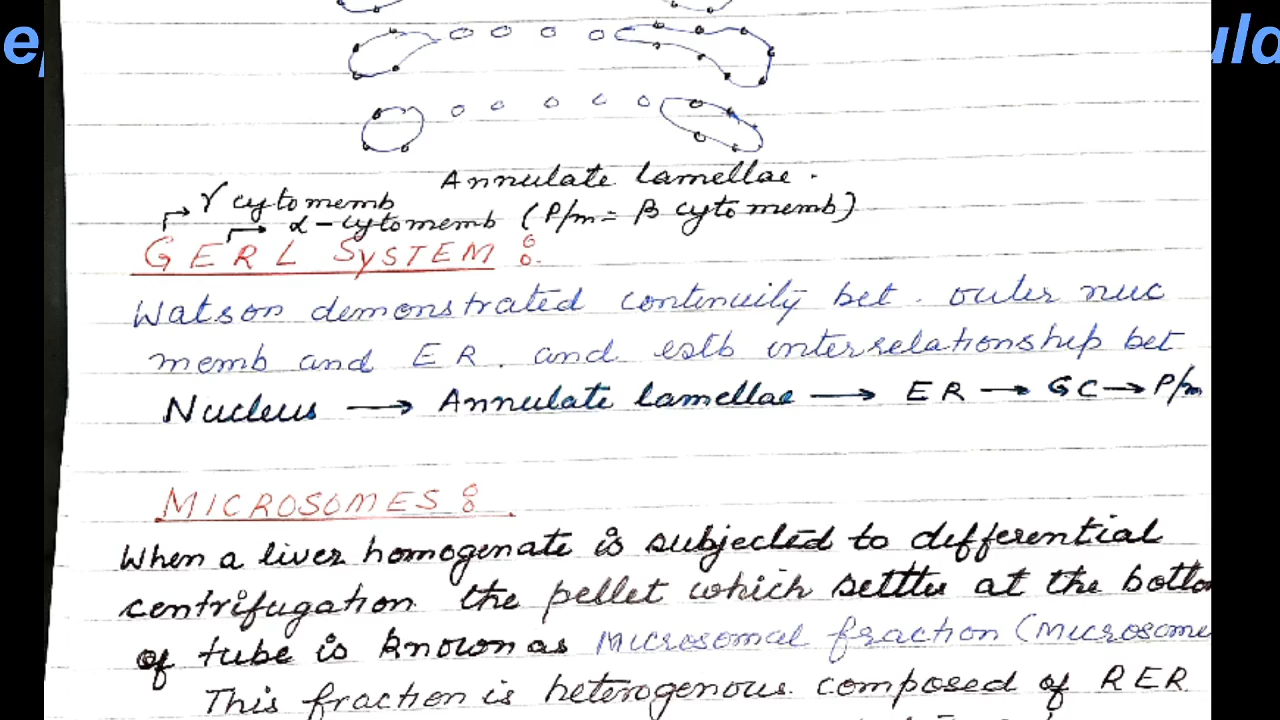 ep
uld
Annulate lamellae.
γ cytomemb
α-cytomemb (P/m = β cytomemb)
GERL SYSTEM :
Watson demonstrated continuity bet. outer nuc
memb and ER. and estb interrelationship bet
Nucleus → Annulate lamellae → ER → GC → P/m
MICROSOMES :
When a liver homogenate is subjected to differential
centrifugation the pellet which settles at the botto
of tube is known as Microsomal fraction (Microsome
This fraction is heterogenous. composed of RER